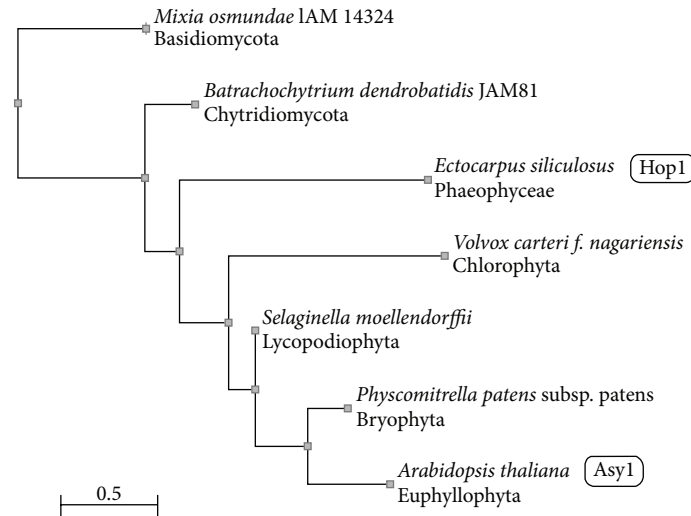 Mixia osmundae lAM 14324
Basidiomycota
Batrachochytrium dendrobatidis JAM81
Chytridiomycota
Ectocarpus siliculosus Hop1
Phaeophyceae
Volvox carteri f. nagariensis
Chlorophyta
Selaginella moellendorffii
Lycopodiophyta
Physcomitrella patens subsp. patens
Bryophyta
Arabidopsis thaliana Asy1
Euphyllophyta
0.5